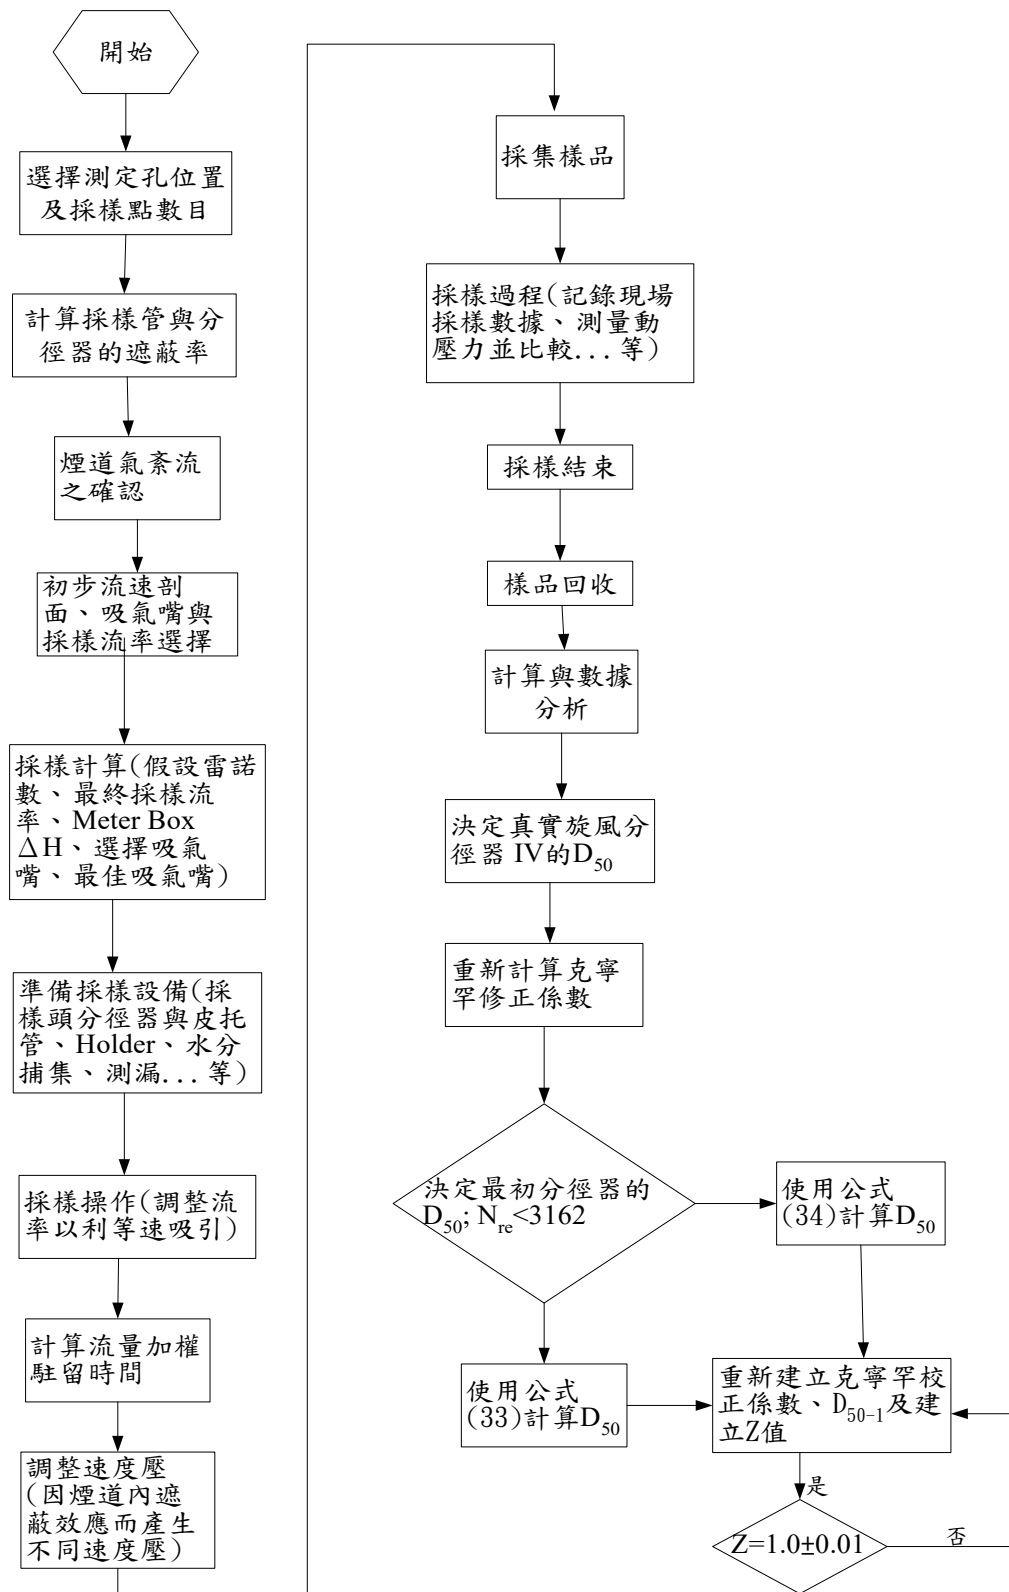 開始
選擇測定孔位置
及採樣點數目
計算採樣管與分
徑器的遮蔽率
煙道氣紊流
之確認
初步流速剖
面、吸氣嘴與
採樣流率選擇
採樣計算(假設雷諾
數、最終採樣流
率、Meter Box
ΔH、選擇吸氣
嘴、最佳吸氣嘴)
準備採樣設備(採
樣頭分徑器與皮托
管、Holder、水分
捕集、測漏...等)
採樣操作(調整流
率以利等速吸引)
計算流量加權
駐留時間
調整速度壓
(因煙道內遮
蔽效應而產生
不同速度壓)
採集樣品
採樣過程(記錄現場
採樣數據、測量動
壓力並比較...等)
採樣結束
樣品回收
計算與數據
分析
決定真實旋風分
徑器 IV的D50
重新計算克寧
罕修正係數
決定最初分徑器的
D50; Nre<3162
使用公式
(34)計算D50
使用公式
(33)計算D50
重新建立克寧罕校
正係數、D50-1及建
立Z值
是
Z=1.0±0.01
否